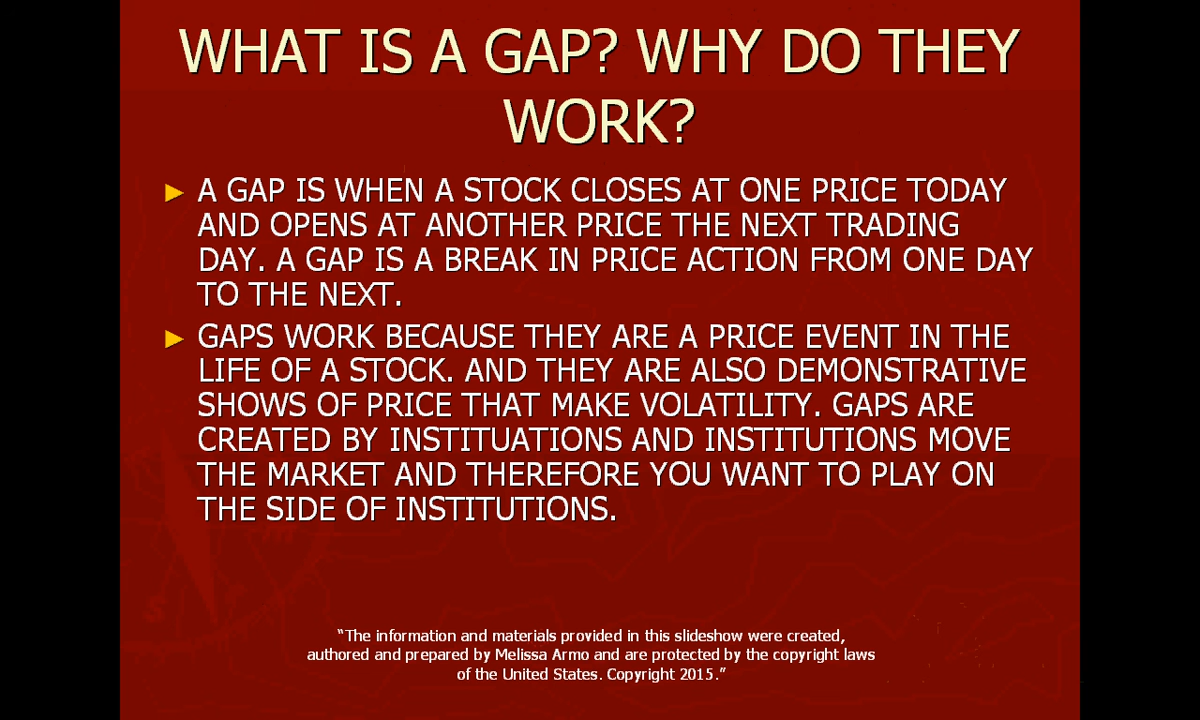 WHAT IS A GAP? WHY DO THEY
WORK?
► A GAP IS WHEN A STOCK CLOSES AT ONE PRICE TODAY
AND OPENS AT ANOTHER PRICE THE NEXT TRADING
DAY. A GAP IS A BREAK IN PRICE ACTION FROM ONE DAY
TO THE NEXT.
► GAPS WORK BECAUSE THEY ARE A PRICE EVENT IN THE
LIFE OF A STOCK. AND THEY ARE ALSO DEMONSTRATIVE
SHOWS OF PRICE THAT MAKE VOLATILITY. GAPS ARE
CREATED BY INSTITUATIONS AND INSTITUTIONS MOVE
THE MARKET AND THEREFORE YOU WANT TO PLAY ON
THE SIDE OF INSTITUTIONS.
“The information and materials provided in this slideshow were created,
authored and prepared by Melissa Armo and are protected by the copyright laws
of the United States. Copyright 2015.”